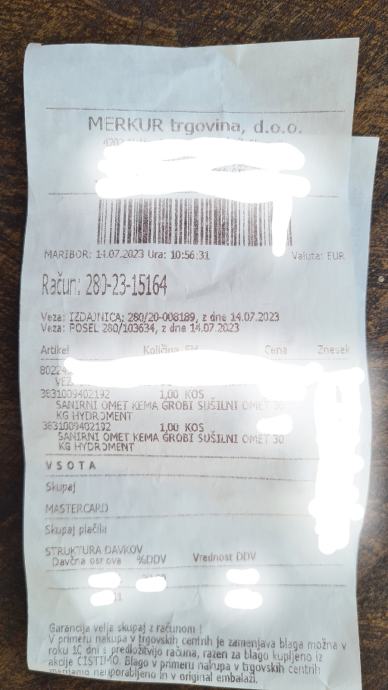 MERKUR trgovina, d.o.o.
MARIBOR: 14.07.2023 Ura: 10:56:31 Valuta: EUR
Račun: 280-23-15164
Veza: IZDAJNICA; 280/20-008189, z dne 14.07.2023
Veza: POSEL 280/103634, z dne 14.07.2023
Artikel Količina EM Cena Znesek
VEZ
3831009402192 1,00 KOS
SANIRNI OMET KEMA GROBI SUŠILNI OMET 30
KG HYDROMENT
3831009402192 1,00 KOS
SANIRNI OMET KEMA GROBI SUŠILNI OMET 30
KG HYDROMENT
VSOTA
Skupaj
MASTERCARD
Skupaj plačila
STRUKTURA DAVKOV
Davčna osnova %DDV Vrednost DDV
Garancija velja skupaj z računom !
V primeru nakupa v trgovskih centrih je zamenjava blaga možna v
roku 10 dni s predložitvijo računa, razen za blago kupljeno iz
akcije ČISTIMO. Blago v primeru nakupa v trgovskih centrih
menjamo neuporabljeno in v original embalaži.